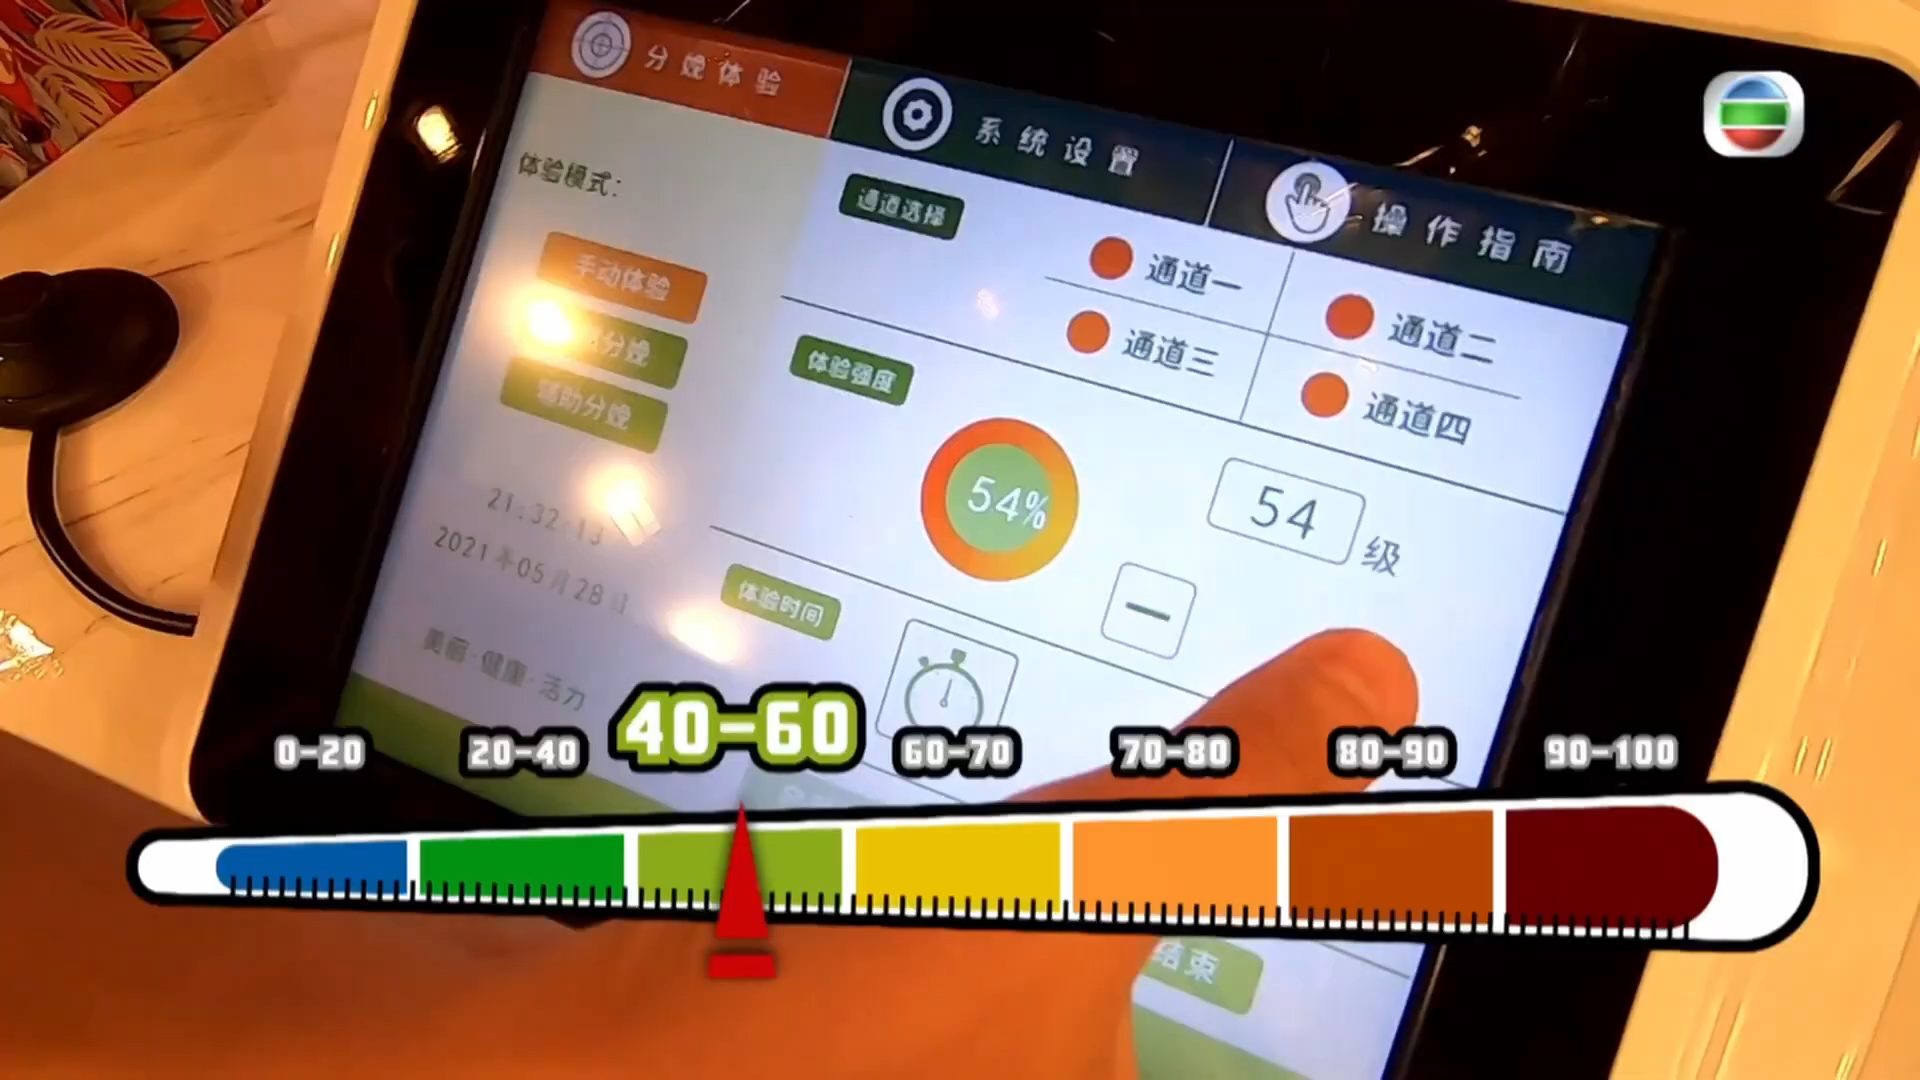 分娩体验
系统设置
操作指南
体验模式:
通道选择
通道一
通道二
通道三
通道四
手动体验
分娩
辅助分娩
体验强度
54%
54
级
21:32:13
2021年05月28日
体验时间
美丽·健康·活力
0-20
20-40
40-60
60-70
70-80
80-90
90-100
结束